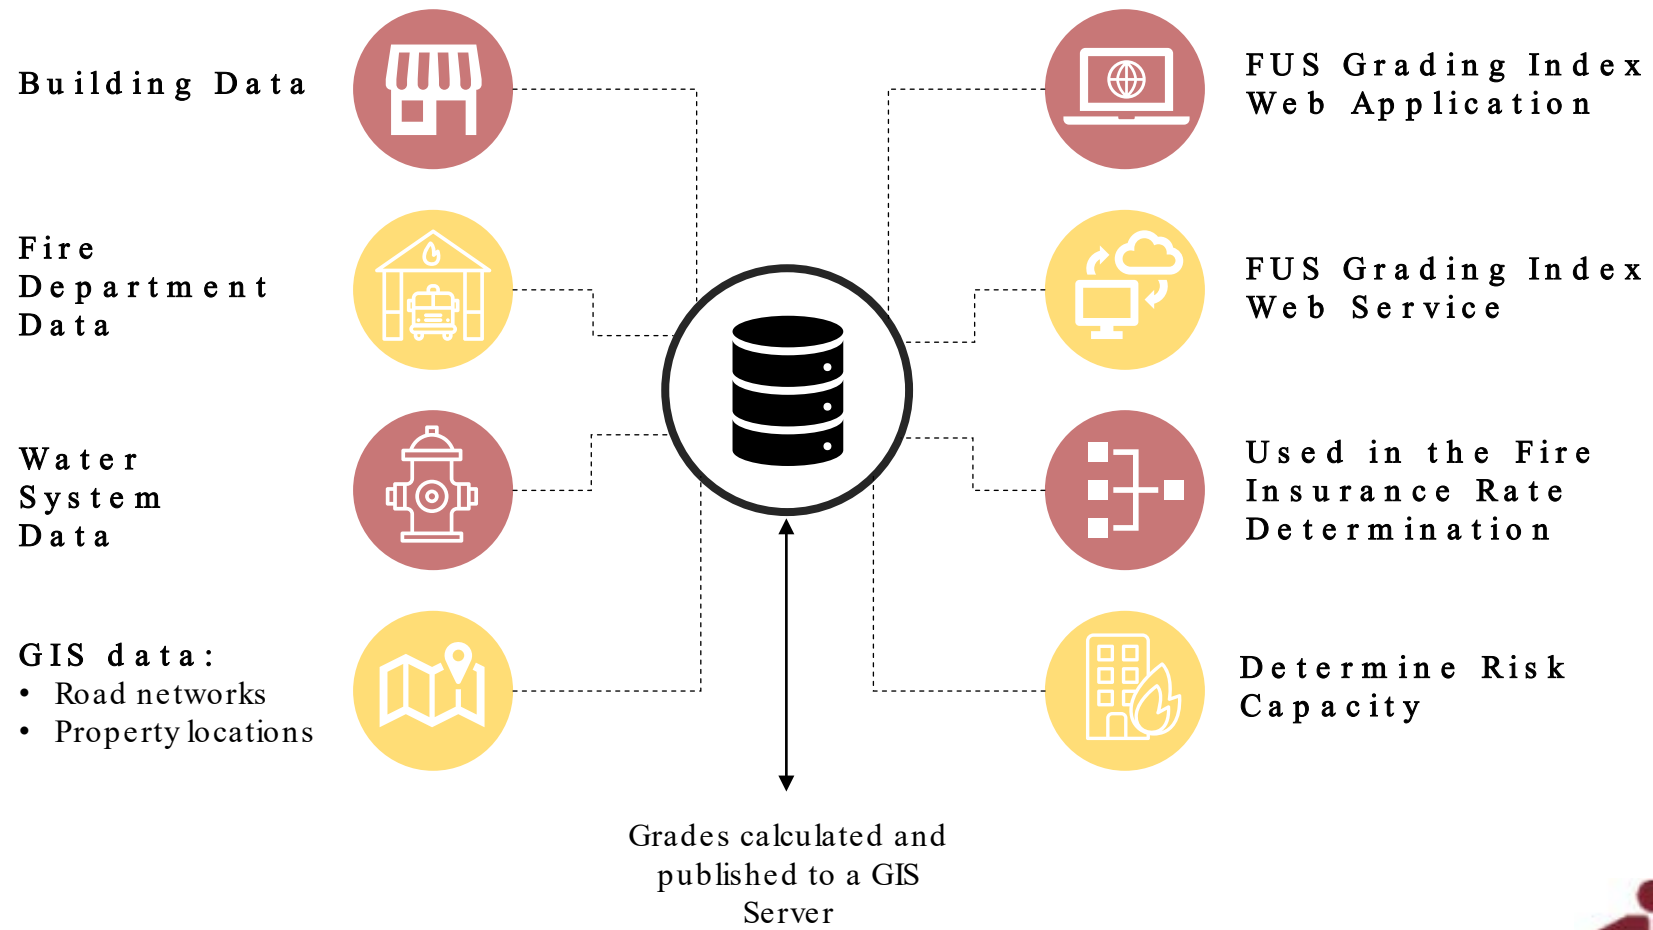 Building Data
Fire
Department
Data
Water
System
Data
GIS data:
• Road networks
• Property locations
FUS Grading Index
Web Application
FUS Grading Index
Web Service
Used in the Fire
Insurance Rate
Determination
Determine Risk
Capacity
Grades calculated and
published to a GIS
Server